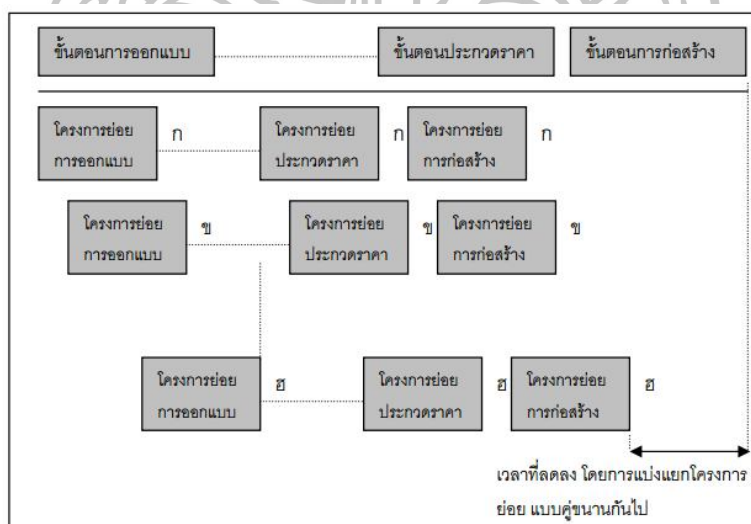 ขั้นตอนการออกแบบ ขั้นตอนประกวดราคา ขั้นตอนการก่อสร้าง
โครงการย่อย ก โครงการย่อย ก โครงการย่อย ก
การออกแบบ ประกวดราคา การก่อสร้าง
โครงการย่อย ข โครงการย่อย ข โครงการย่อย ข
การออกแบบ ประกวดราคา การก่อสร้าง
โครงการย่อย ฮ โครงการย่อย ฮ โครงการย่อย ฮ
การออกแบบ ประกวดราคา การก่อสร้าง
เวลาที่ลดลง โดยการแบ่งแยกโครงการ
ย่อย แบบคู่ขนานกันไป